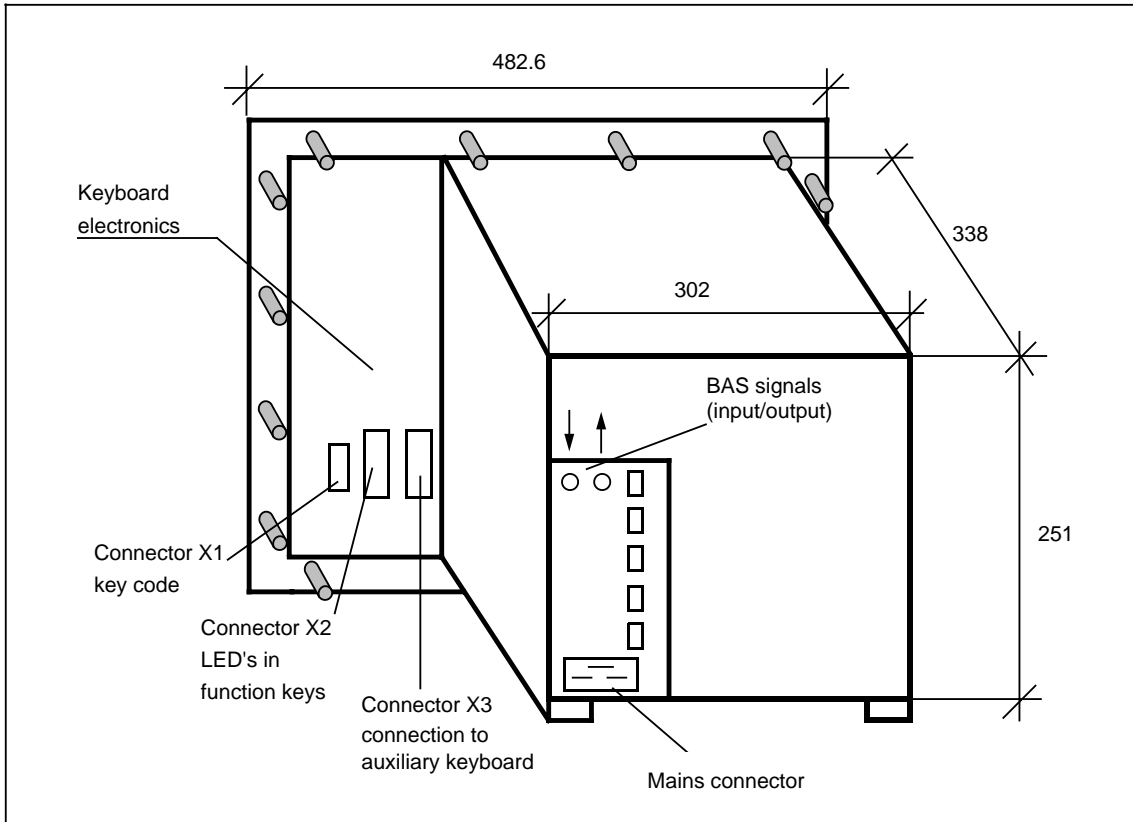 482.6
Keyboard
electronics
338
302
BAS signals
(input/output)
251
Connector X1
key code
Connector X2
LED's in
function keys
Connector X3
connection to
auxiliary keyboard
Mains connector